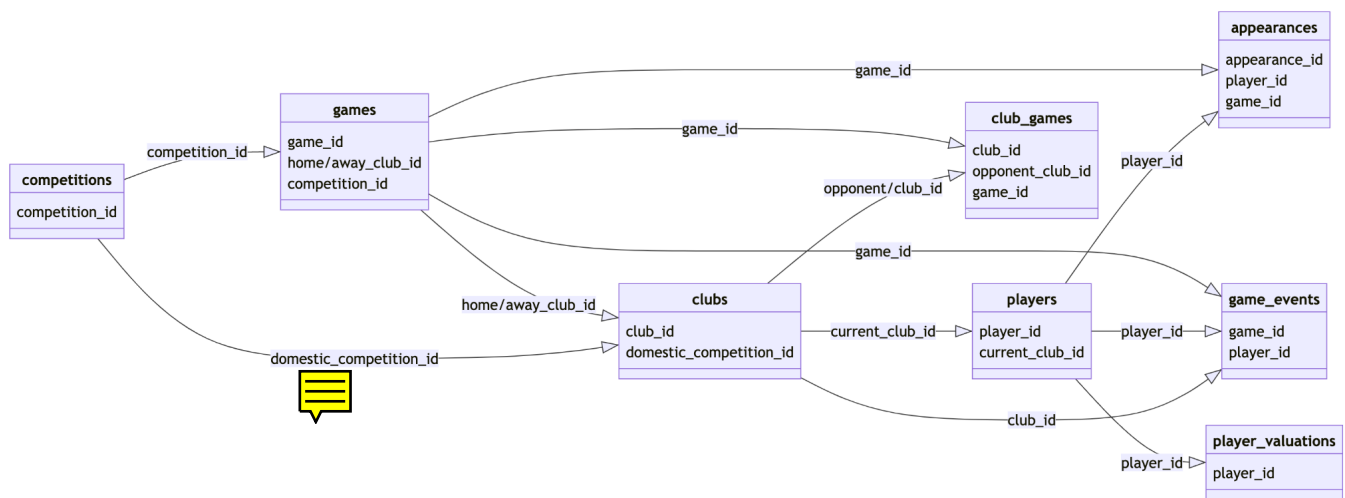 appearances
appearance_id
player_id
game_id
game_id
games
game_id
home/away_club_id
competition_id
club_games
club_id
opponent_club_id
game_id
game_id
competition_id
player_id
competitions
competition_id
opponent/club_id
game_id
clubs
club_id
domestic_competition_id
players
player_id
current_club_id
game_events
game_id
player_id
home/away_club_id
current_club_id
player_id
domestic_competition_id
club_id
player_valuations
player_id
player_id